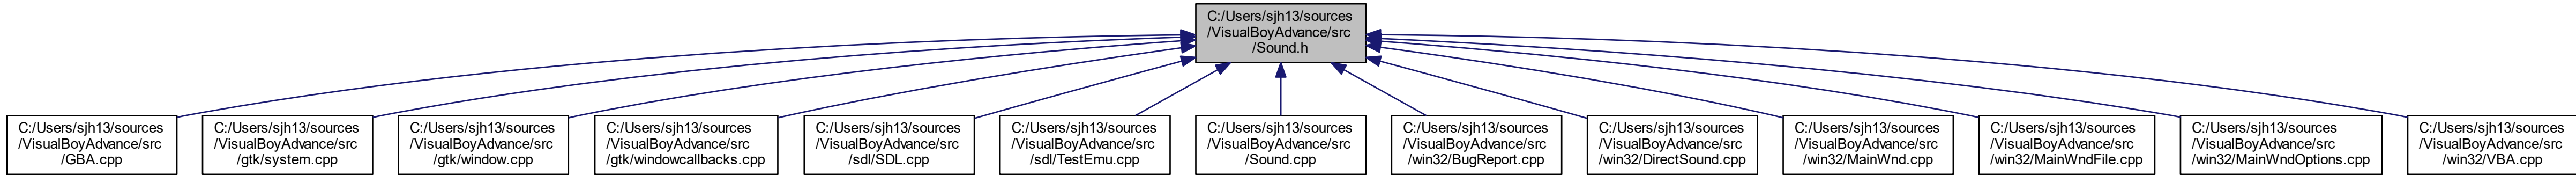 C:/Users/sjh13/sources
/VisualBoyAdvance/src
/Sound.h
C:/Users/sjh13/sources
/VisualBoyAdvance/src
/GBA.cpp
C:/Users/sjh13/sources
/VisualBoyAdvance/src
/gtk/system.cpp
C:/Users/sjh13/sources
/VisualBoyAdvance/src
/gtk/window.cpp
C:/Users/sjh13/sources
/VisualBoyAdvance/src
/gtk/windowcallbacks.cpp
C:/Users/sjh13/sources
/VisualBoyAdvance/src
/sdl/SDL.cpp
C:/Users/sjh13/sources
/VisualBoyAdvance/src
/sdl/TestEmu.cpp
C:/Users/sjh13/sources
/VisualBoyAdvance/src
/Sound.cpp
C:/Users/sjh13/sources
/VisualBoyAdvance/src
/win32/BugReport.cpp
C:/Users/sjh13/sources
/VisualBoyAdvance/src
/win32/DirectSound.cpp
C:/Users/sjh13/sources
/VisualBoyAdvance/src
/win32/MainWnd.cpp
C:/Users/sjh13/sources
/VisualBoyAdvance/src
/win32/MainWndFile.cpp
C:/Users/sjh13/sources
/VisualBoyAdvance/src
/win32/MainWndOptions.cpp
C:/Users/sjh13/sources
/VisualBoyAdvance/src
/win32/VBA.cpp